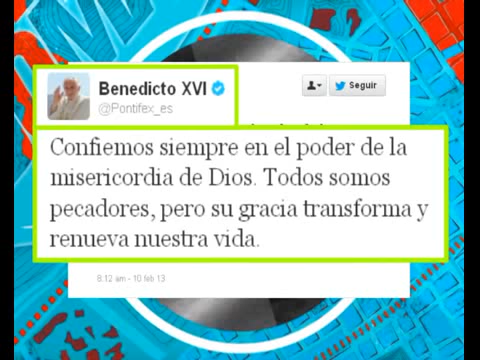 Benedicto XVI
@Pontifex_es
Seguir
Confiemos siempre en el poder de la
misericordia de Dios. Todos somos
pecadores, pero su gracia transforma y
renueva nuestra vida.
8:12 am - 10 feb 13